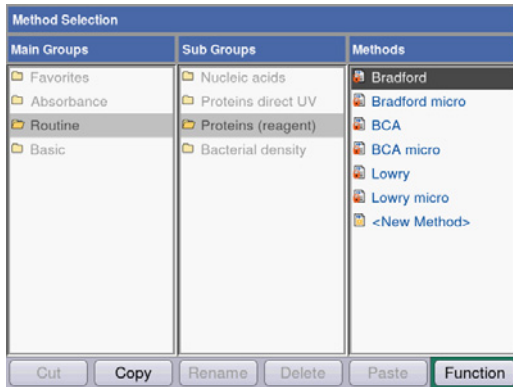 Method Selection
Main Groups
Sub Groups
Methods
Favorites
Absorbance
Routine
Basic
Nucleic acids
Proteins direct UV
Proteins (reagent)
Bacterial density
Bradford
Bradford micro
BCA
BCA micro
Lowry
Lowry micro
<New Method>
Cut
Copy
Rename
Delete
Paste
Function